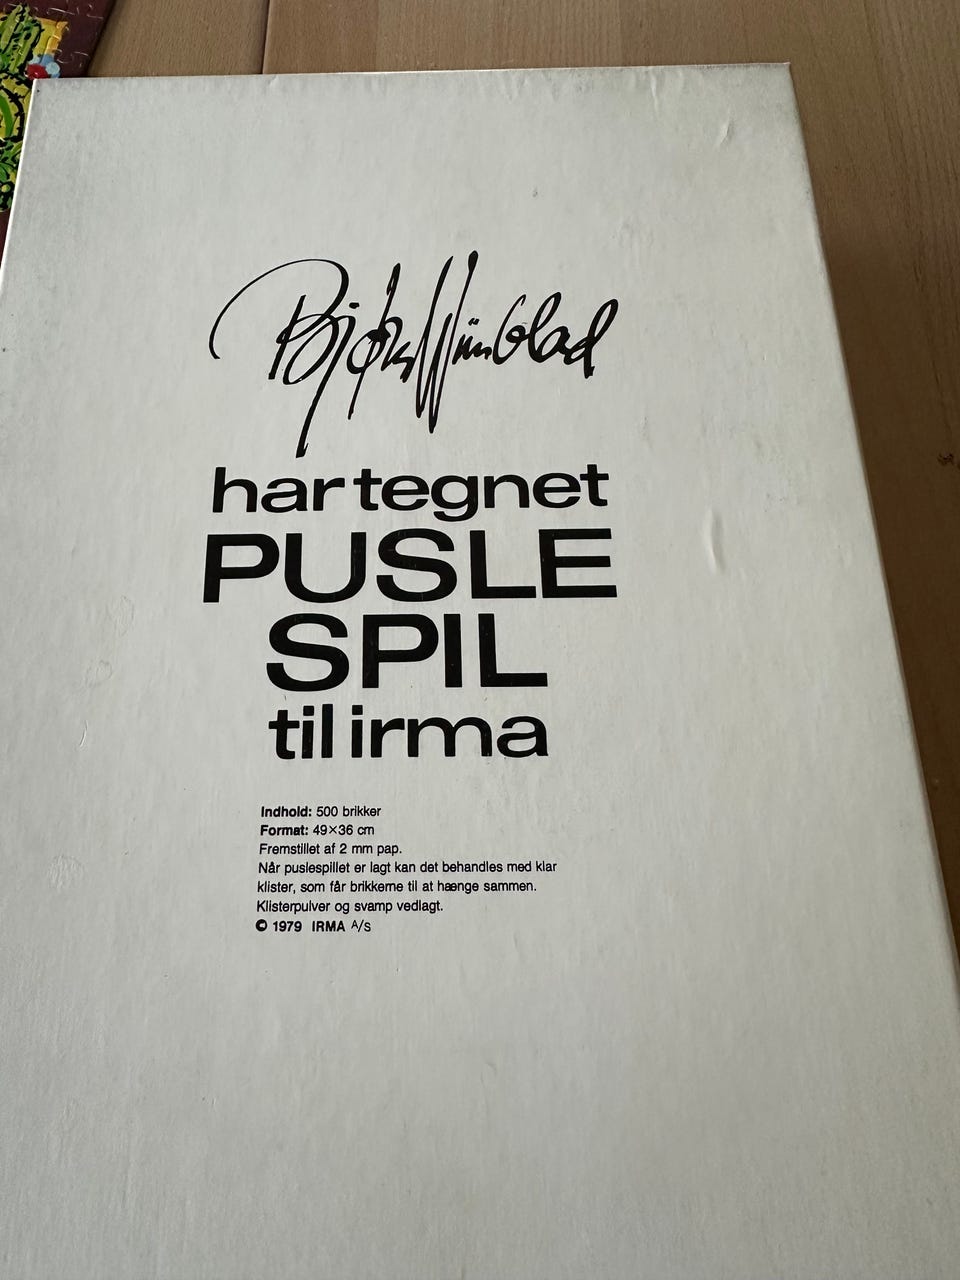 Bjørn Wiinblad
har tegnet
PUSLE
SPIL
til irma
Indhold: 500 brikker
Format: 49×36 cm
Fremstillet af 2 mm pap.
Når puslespillet er lagt kan det behandles med klar
klister, som får brikkerne til at hænge sammen.
Klisterpulver og svamp vedlagt.
© 1979 IRMA A/S